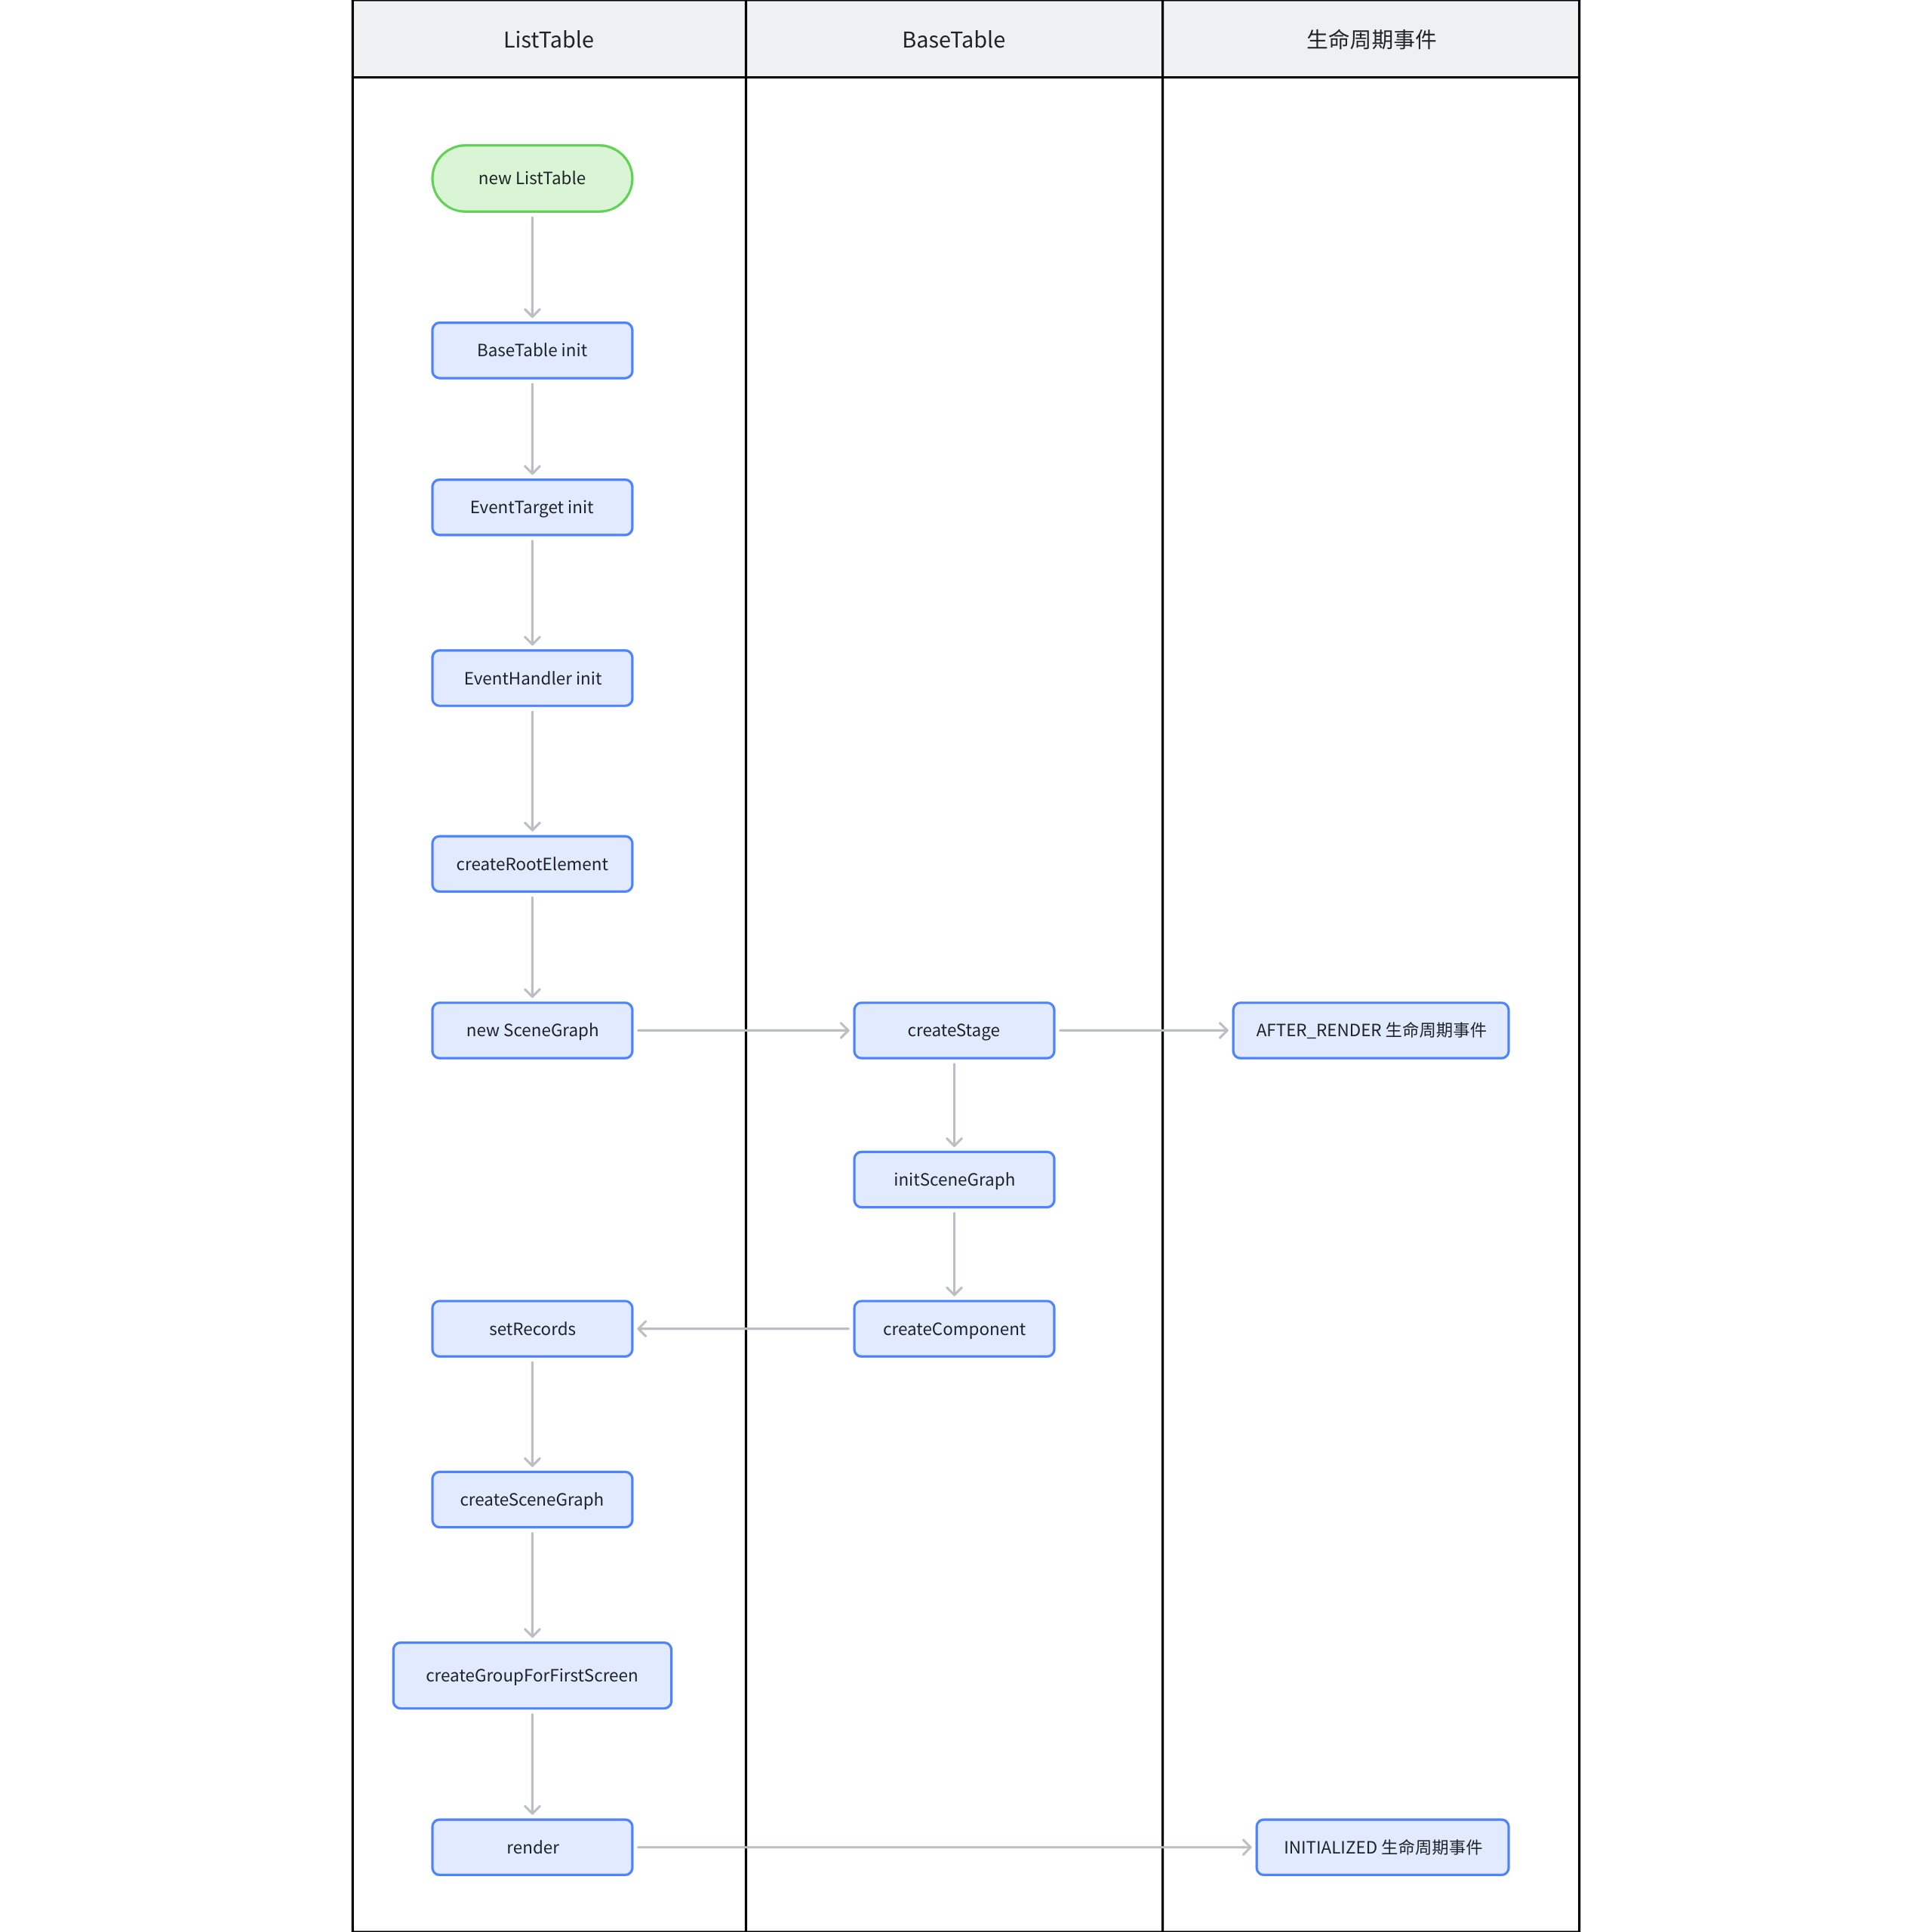 ListTable
BaseTable
生命周期事件
new ListTable
BaseTable init
EventTarget init
EventHandler init
createRootElement
new SceneGraph
createStage
AFTER_RENDER 生命周期事件
initSceneGraph
setRecords
createComponent
createSceneGraph
createGroupForFirstScreen
render
INITIALIZED 生命周期事件